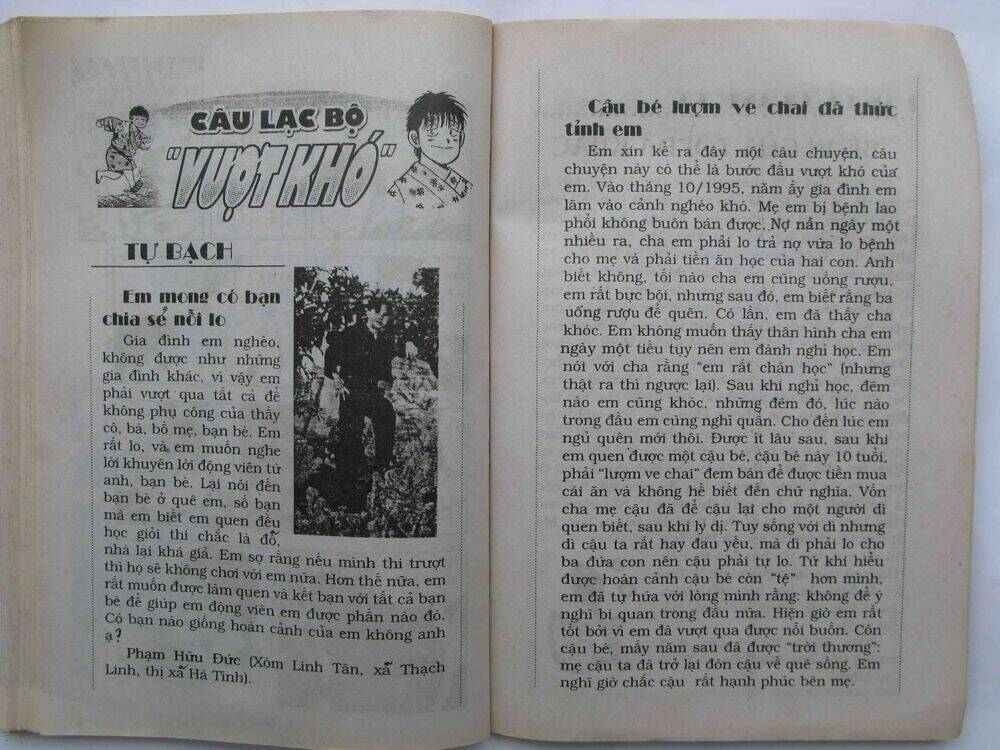 CÂU LẠC BỘ
"VƯỢT KHÓ"
TỰ BẠCH
Em mong có bạn
chia sẻ nỗi lo
Gia đình em nghèo,
không được như những
gia đình khác, vì vậy em
phải vượt qua tất cả để
không phụ công của thầy
cô, bà, bố mẹ, bạn bè. Em
rất lo, và em muốn nghe
lời khuyên lời động viên từ
anh, bạn bè. Lại nói đến
bạn bè ở quê em, số bạn
mà em biết em quen đều
học giỏi thi chắc là đỗ,
nhà lại khá giả. Em sợ rằng nếu mình thi trượt
thì họ sẽ không chơi với em nữa. Hơn thế nữa, em
rất muốn được làm quen và kết bạn với tất cả bạn
bè để giúp em động viên em được phần nào đó.
Có bạn nào giống hoàn cảnh của em không anh
ạ?
Phạm Hữu Đức (Xóm Linh Tân, xã Thạch
Linh, thị xã Hà Tĩnh).
Cậu bé lượm ve chai đã thức
tỉnh em
Em xin kể ra đây một câu chuyện, câu
chuyện này có thể là bước đầu vượt khó của
em. Vào tháng 10/1995, năm ấy gia đình em
lâm vào cảnh nghèo khó. Mẹ em bị bệnh lao
phổi không buôn bán được. Nợ nần ngày một
nhiều ra, cha em phải lo trả nợ vừa lo bệnh
cho mẹ và phải tiền ăn học của hai con. Anh
biết không, tối nào cha em cũng uống rượu,
em rất bực bội, nhưng sau đó, em biết rằng ba
uống rượu để quên. Có lần, em đã thấy cha
khóc. Em không muốn thấy thân hình cha em
ngày một tiều tụy nên em đành nghỉ học. Em
nói với cha rằng "em rất chán học" (nhưng
thật ra thì ngược lại). Sau khi nghỉ học, đêm
nào em cũng khóc, những đêm đó, lúc nào
trong đầu em cũng nghĩ quẩn. Cho đến lúc em
ngủ quên mới thôi. Được ít lâu sau, sau khi
em quen được một cậu bé, cậu bé này 10 tuổi,
phải "lượm ve chai" đem bán để được tiền mua
cái ăn và không hề biết đến chữ nghĩa. Vốn
cha mẹ cậu đã để cậu lại cho một người dì
quen biết, sau khi ly dị. Tuy sống với dì nhưng
dì cậu ta rất hay đau yếu, mà dì phải lo cho
ba đứa con nên cậu phải tự lo. Từ khi hiểu
được hoàn cảnh cậu bé còn "tệ" hơn mình,
em đã tự hứa với lòng mình rằng: không để ý
nghĩ bi quan trong đầu nữa. Hiện giờ em rất
tốt bởi vì em đã vượt qua được nỗi buồn. Còn
cậu bé, mấy năm sau đã được "trời thương":
mẹ cậu ta đã trở lại đón cậu về quê sống. Em
nghĩ giờ chắc cậu rất hạnh phúc bên mẹ.